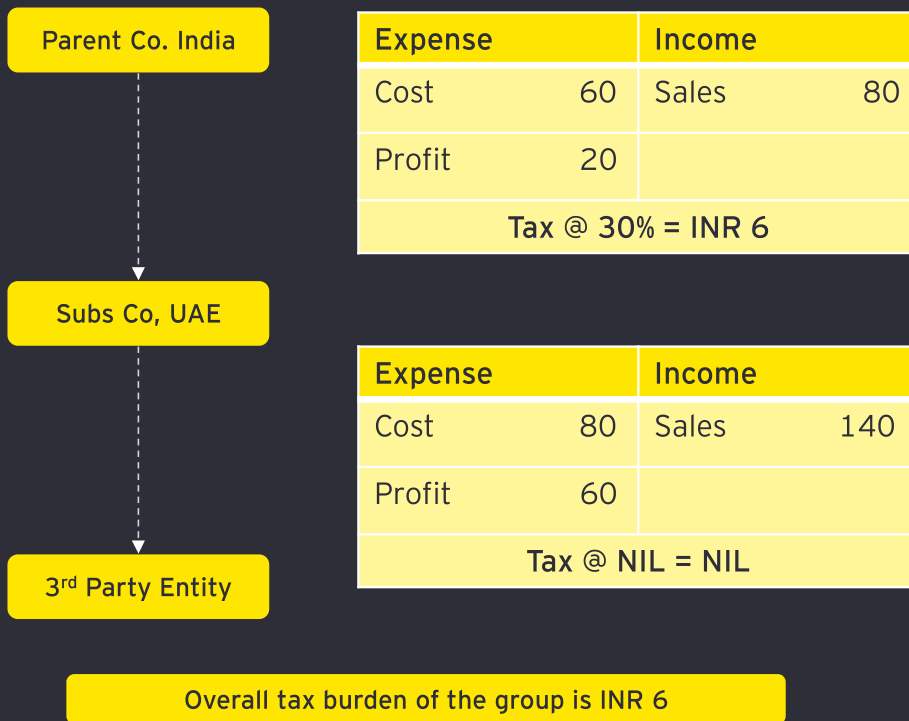 Parent Co. India
Expense Income
Cost 60 Sales 80
Profit 20
Tax @ 30% = INR 6
Subs Co, UAE
Expense Income
Cost 80 Sales 140
Profit 60
Tax @ NIL = NIL
3rd Party Entity
Overall tax burden of the group is INR 6